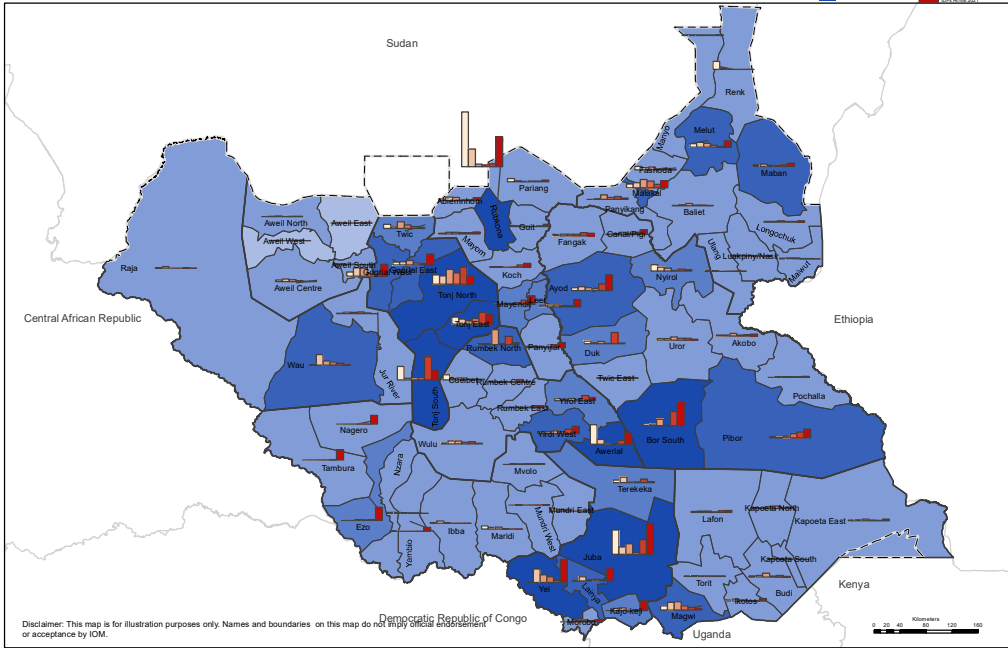 Sudan
Renk
Manyo
Melut
Fashoda
Maban
Malakal
Pariang
Abiemnhom
Panyikang
Baliet
Rubkona
Aweil North
Aweil East
Twic
Mayom
Guit
Fangak
Canal/Pigi
Longochuk
Aweil West
Ulang
Luakpiny/Nasir
Maiwut
Raja
Aweil South
Gogrial West
Gogrial East
Koch
Nyirol
Aweil Centre
Tonj North
Mayendit
Leer
Ayod
Central African Republic
Ethiopia
Tonj East
Rumbek North
Panyijiar
Duk
Uror
Akobo
Wau
Jur River
Cueibet
Rumbek Centre
Twic East
Pochalla
Tonj South
Rumbek East
Yirol East
Nagero
Wulu
Yirol West
Awerial
Bor South
Pibor
Tambura
Nzara
Mvolo
Terekeka
Ezo
Yambio
Ibba
Maridi
Mundri West
Mundri East
Lafon
Kapoeta North
Kapoeta East
Juba
Kapoeta South
Yei
Lainya
Torit
Budi
Kenya
Ikotos
Morobo
Kajo-keji
Magwi
Democratic Republic of Congo
Uganda
Disclaimer: This map is for illustration purposes only. Names and boundaries on this map do not imply official endorsement
or acceptance by IOM.
Kilometers
0 20 40 80 120 160